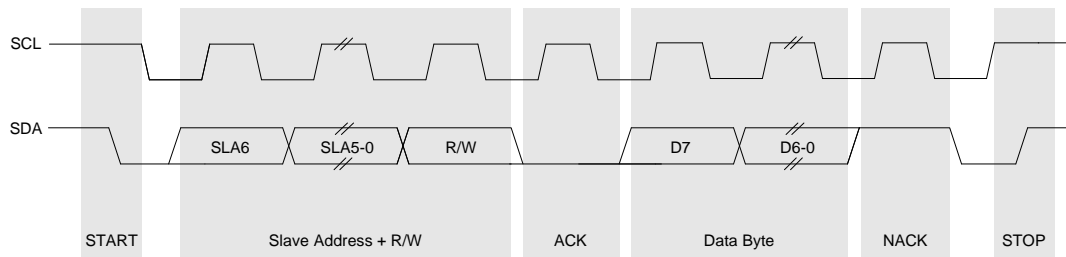 SCL
SDA
SLA6 SLA5-0 R/W D7 D6-0
START Slave Address + R/W ACK Data Byte NACK STOP